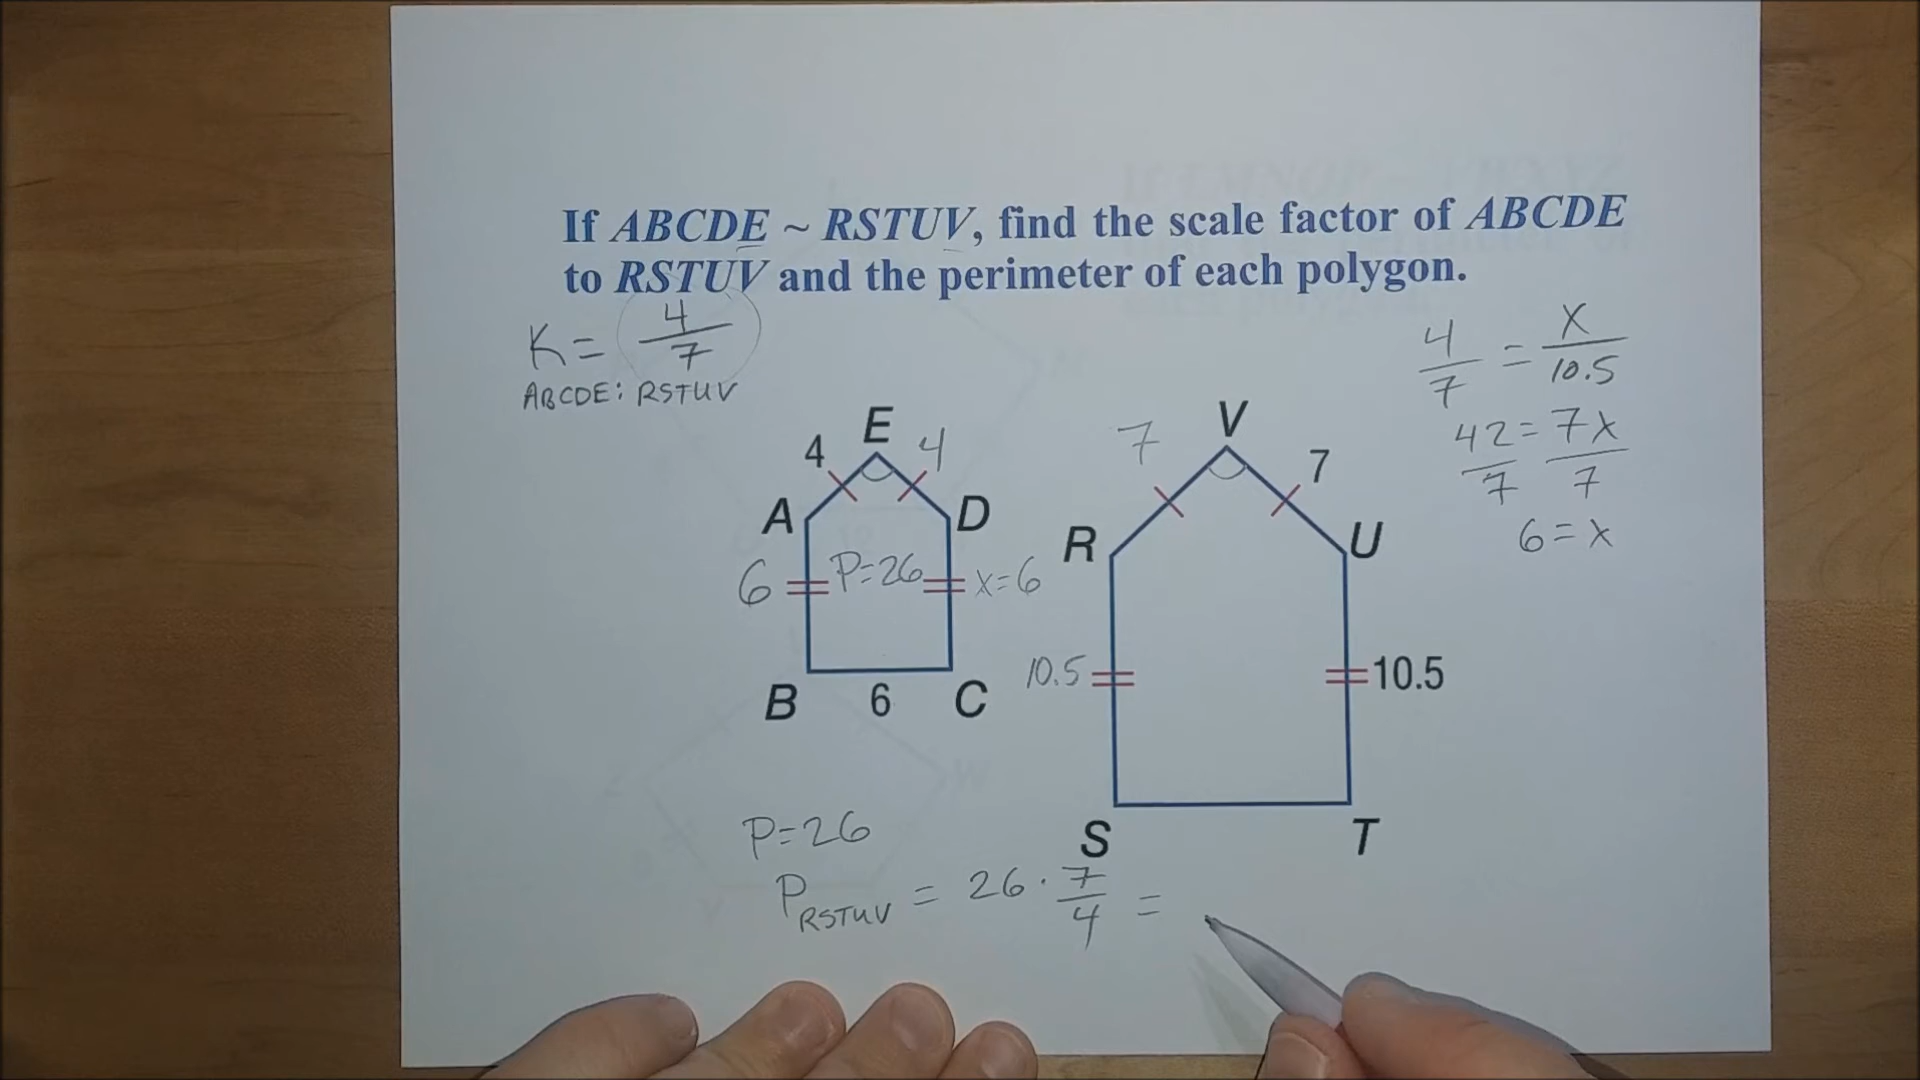 If ABCDE ~ RSTUV, find the scale factor of ABCDE
to RSTUV and the perimeter of each polygon.
K = 4/7
ABCDE: RSTUV
4/7 = x/10.5
42/7 = 7x/7
6 = x
E
4
4
A
D
6
P=26
x=6
B
6
C
V
7
7
R
U
10.5
10.5
S
T
P=26
P RSTUV = 26 · 7/4 =